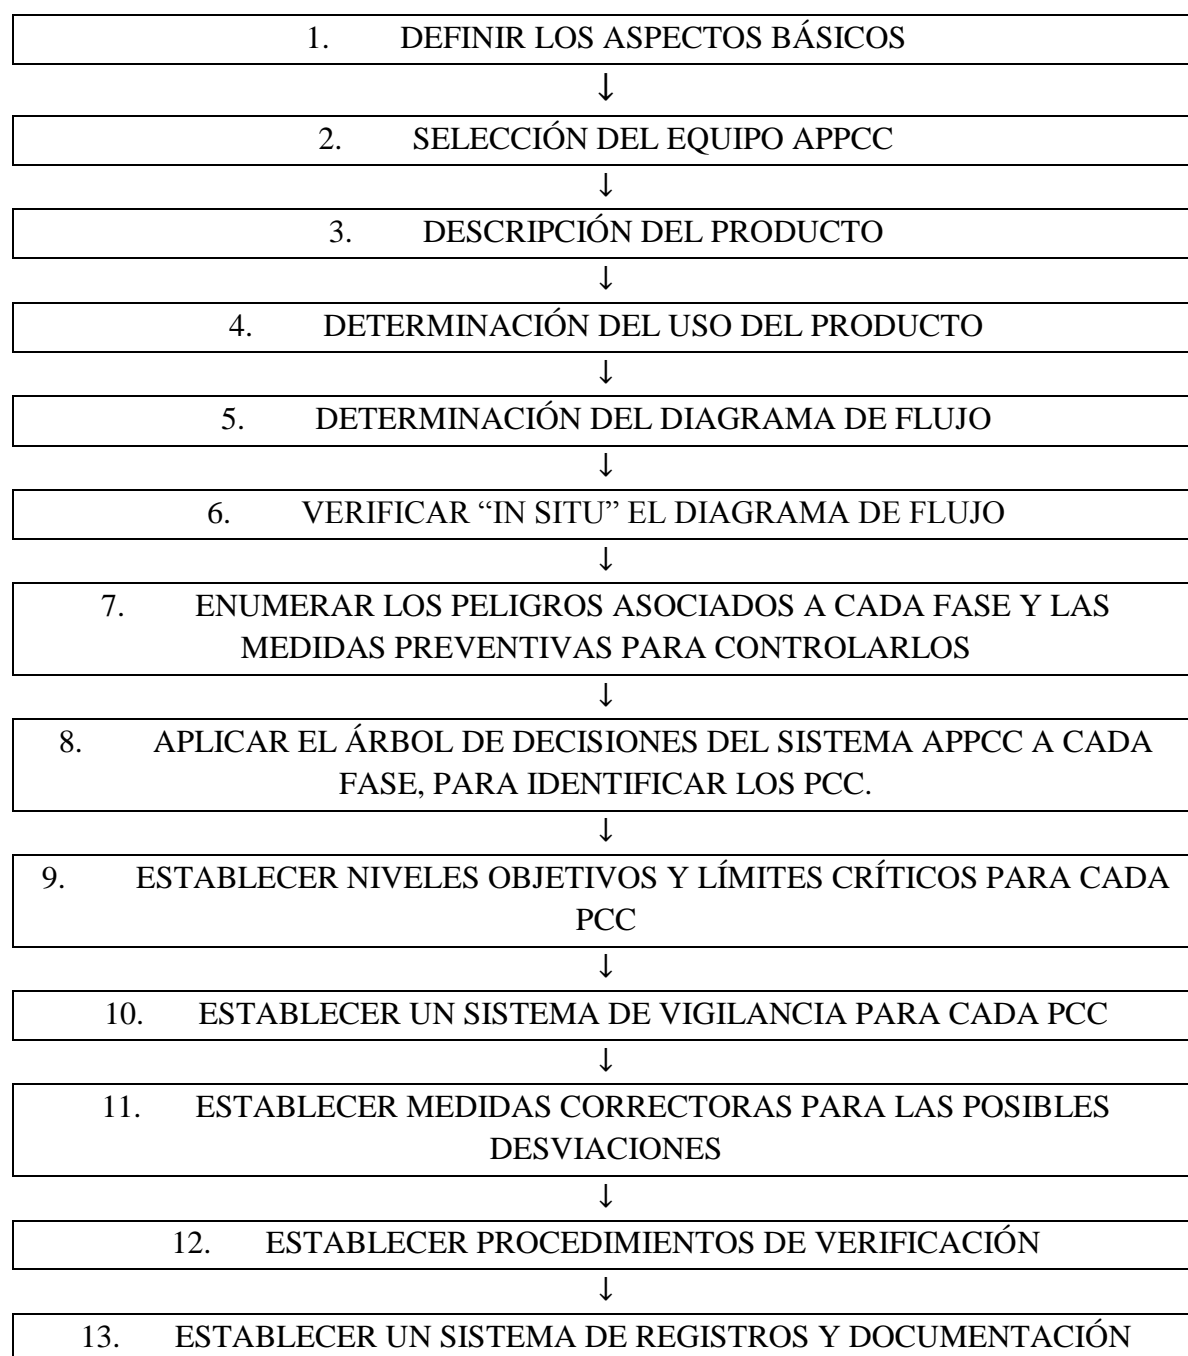 1. DEFINIR LOS ASPECTOS BÁSICOS
↓
2. SELECCIÓN DEL EQUIPO APPCC
↓
3. DESCRIPCIÓN DEL PRODUCTO
↓
4. DETERMINACIÓN DEL USO DEL PRODUCTO
↓
5. DETERMINACIÓN DEL DIAGRAMA DE FLUJO
↓
6. VERIFICAR “IN SITU” EL DIAGRAMA DE FLUJO
↓
7. ENUMERAR LOS PELIGROS ASOCIADOS A CADA FASE Y LAS
MEDIDAS PREVENTIVAS PARA CONTROLARLOS
↓
8. APLICAR EL ÁRBOL DE DECISIONES DEL SISTEMA APPCC A CADA
FASE, PARA IDENTIFICAR LOS PCC.
↓
9. ESTABLECER NIVELES OBJETIVOS Y LÍMITES CRÍTICOS PARA CADA
PCC
↓
10. ESTABLECER UN SISTEMA DE VIGILANCIA PARA CADA PCC
↓
11. ESTABLECER MEDIDAS CORRECTORAS PARA LAS POSIBLES
DESVIACIONES
↓
12. ESTABLECER PROCEDIMIENTOS DE VERIFICACIÓN
↓
13. ESTABLECER UN SISTEMA DE REGISTROS Y DOCUMENTACIÓN